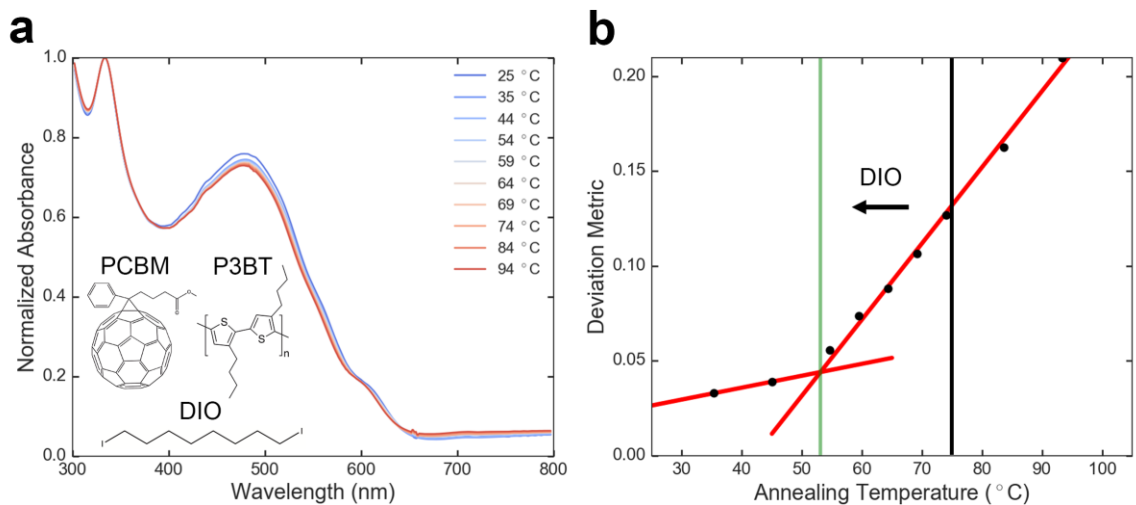 a
1.0
0.8
0.6
0.4
0.2
0.0
Normalized Absorbance
300
400
500
600
700
800
Wavelength (nm)
25 °C
35 °C
44 °C
54 °C
59 °C
64 °C
69 °C
74 °C
84 °C
94 °C
PCBM
P3BT
O
O
S
S
n
DIO
I
I
b
0.20
0.15
0.10
0.05
0.00
Deviation Metric
DIO
30
40
50
60
70
80
90
100
Annealing Temperature (°C)